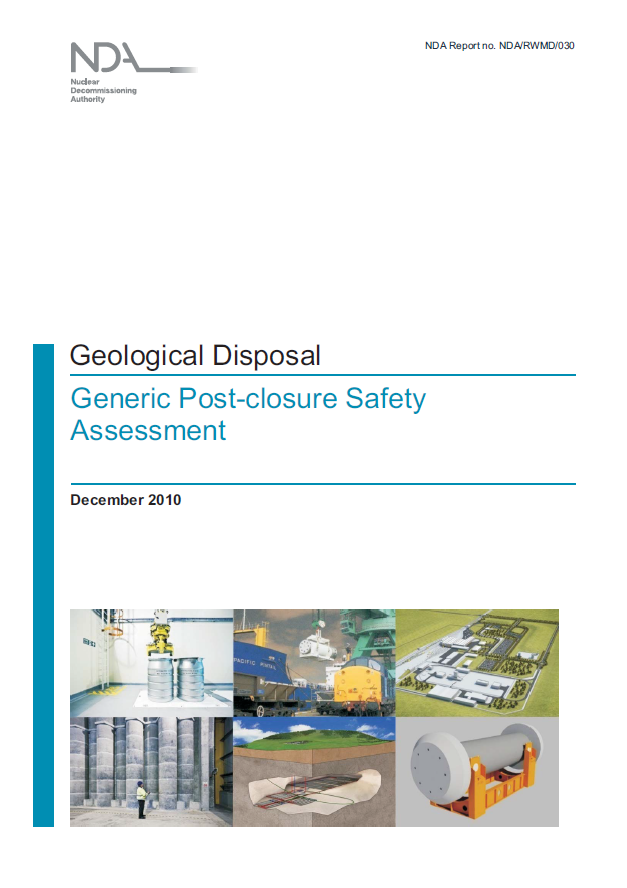 NDA Report no. NDA/RWMD/030
NDA
Nuclear
Decommissioning
Authority
Geological Disposal
Generic Post-closure Safety
Assessment
December 2010